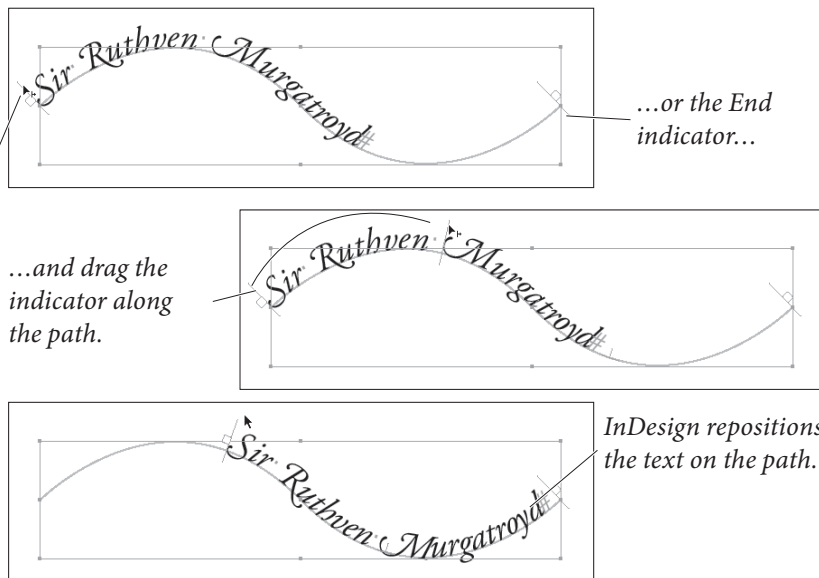 Sir Ruthven Murgatroyd#
…or the End
indicator…
Sir Ruthven Murgatroyd#
…and drag the
indicator along
the path.
Sir Ruthven Murgatroyd#
InDesign repositions
the text on the path.